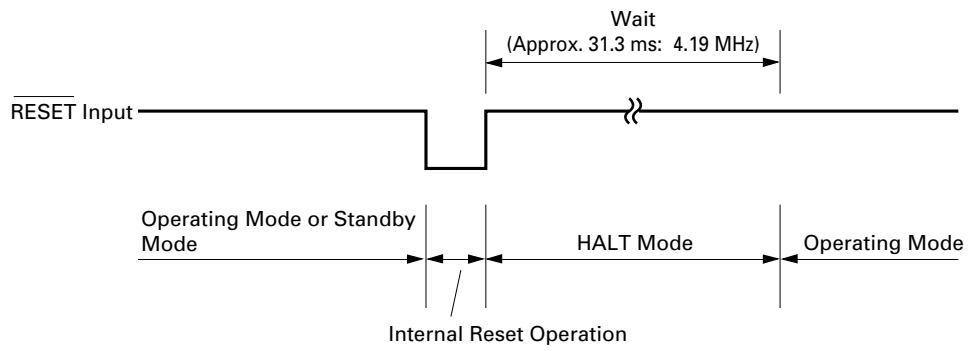 Wait
(Approx. 31.3 ms: 4.19 MHz)
RESET Input
Operating Mode or Standby
Mode
HALT Mode
Operating Mode
Internal Reset Operation